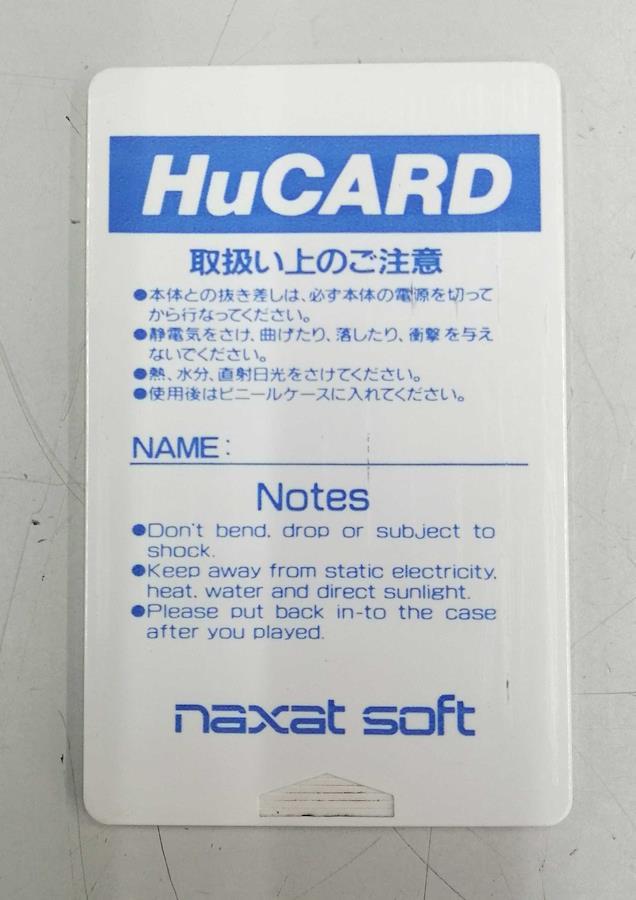 HuCARD
取扱い上のご注意
●本体との抜き差しは、必ず本体の電源を切って
から行なってください。
●静電気をさけ、曲げたり、落したり、衝撃を与え
ないでください。
●熱、水分、直射日光をさけてください。
●使用後はビニールケースに入れてください。
NAME:
Notes
●Don't bend, drop or subject to
shock.
●Keep away from static electricity,
heat, water and direct sunlight.
●Please put back in-to the case
after you played.
naxat soft